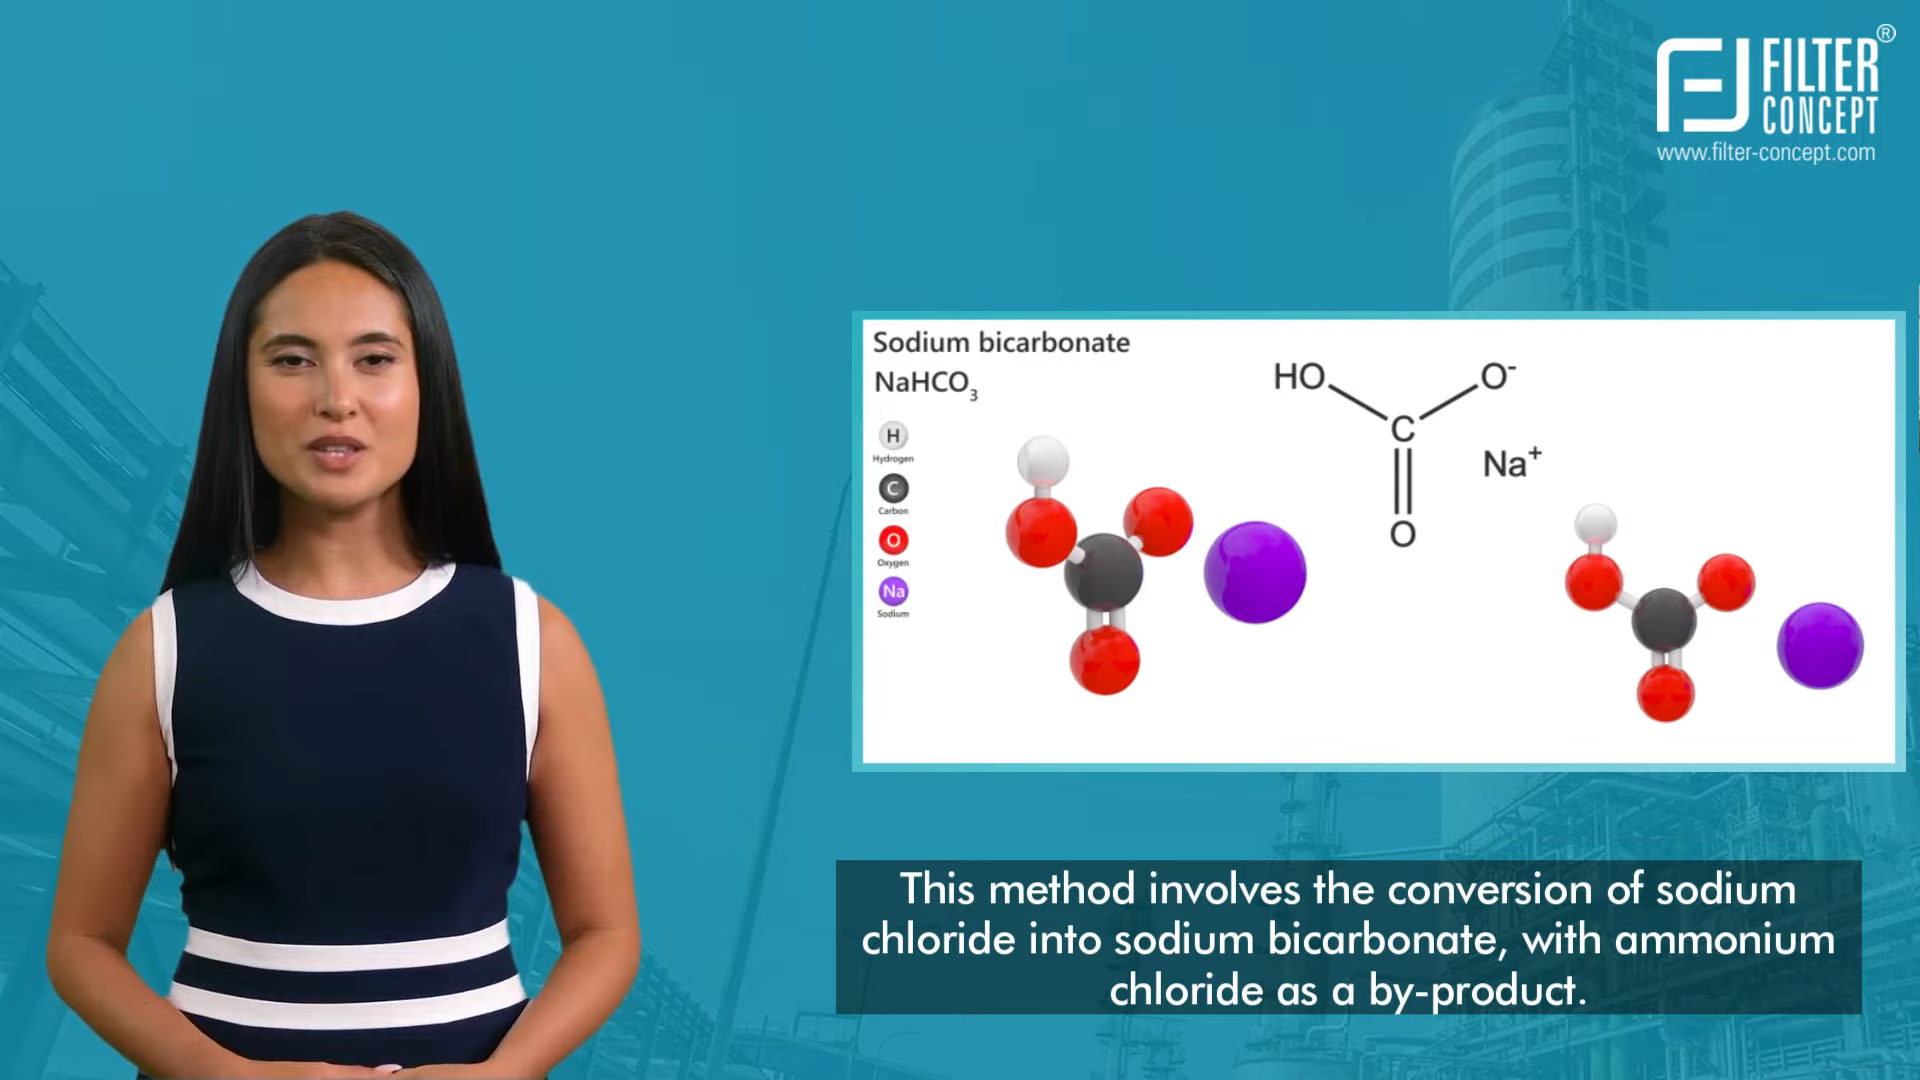 FILTER®
CONCEPT
www.filter-concept.com
Sodium bicarbonate
NaHCO₃
H
Hydrogen
C
Carbon
O
Oxygen
Na
Sodium
HO
O⁻
C
Na⁺
O
This method involves the conversion of sodium
chloride into sodium bicarbonate, with ammonium
chloride as a by-product.